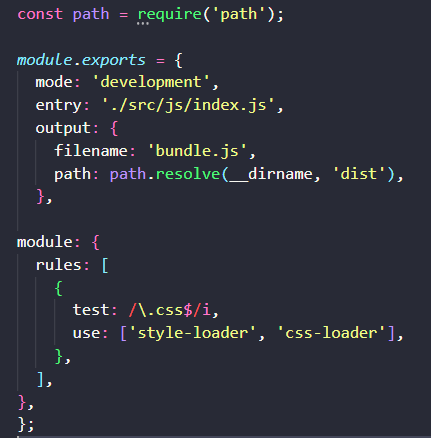 const path = require('path');

module.exports = {
  mode: 'development',
  entry: './src/js/index.js',
  output: {
    filename: 'bundle.js',
    path: path.resolve(__dirname, 'dist'),
  },

module: {
  rules: [
    {
      test: /\.css$/i,
      use: ['style-loader', 'css-loader'],
    },
  ],
},
};